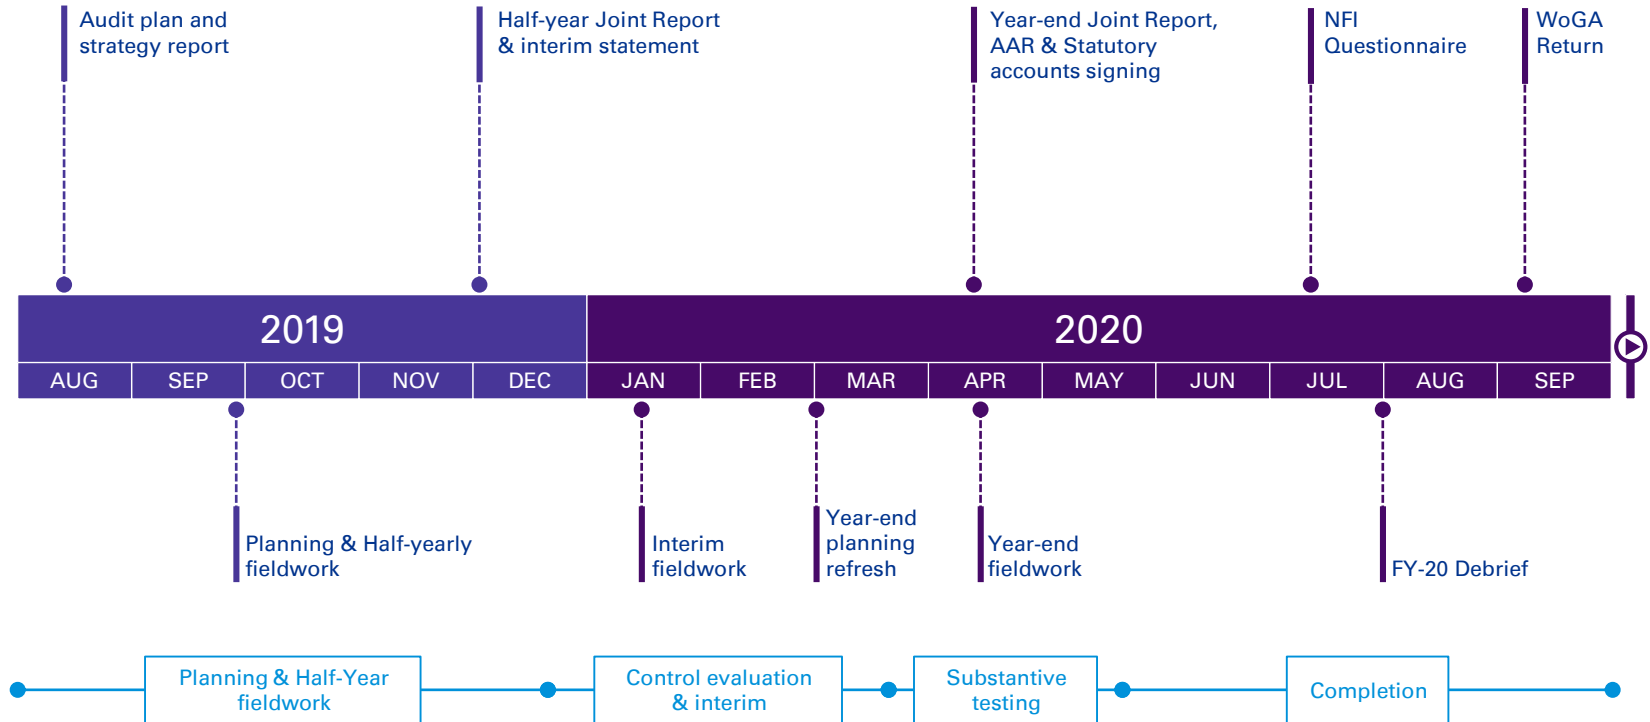 Audit plan and
strategy report
Half-year Joint Report
& interim statement
Year-end Joint Report,
AAR & Statutory
accounts signing
NFI
Questionnaire
WoGA
Return
2019
2020
AUG
SEP
OCT
NOV
DEC
JAN
FEB
MAR
APR
MAY
JUN
JUL
AUG
SEP
Planning & Half-yearly
fieldwork
Interim
fieldwork
Year-end
planning
refresh
Year-end
fieldwork
FY-20 Debrief
Planning & Half-Year
fieldwork
Control evaluation
& interim
Substantive
testing
Completion